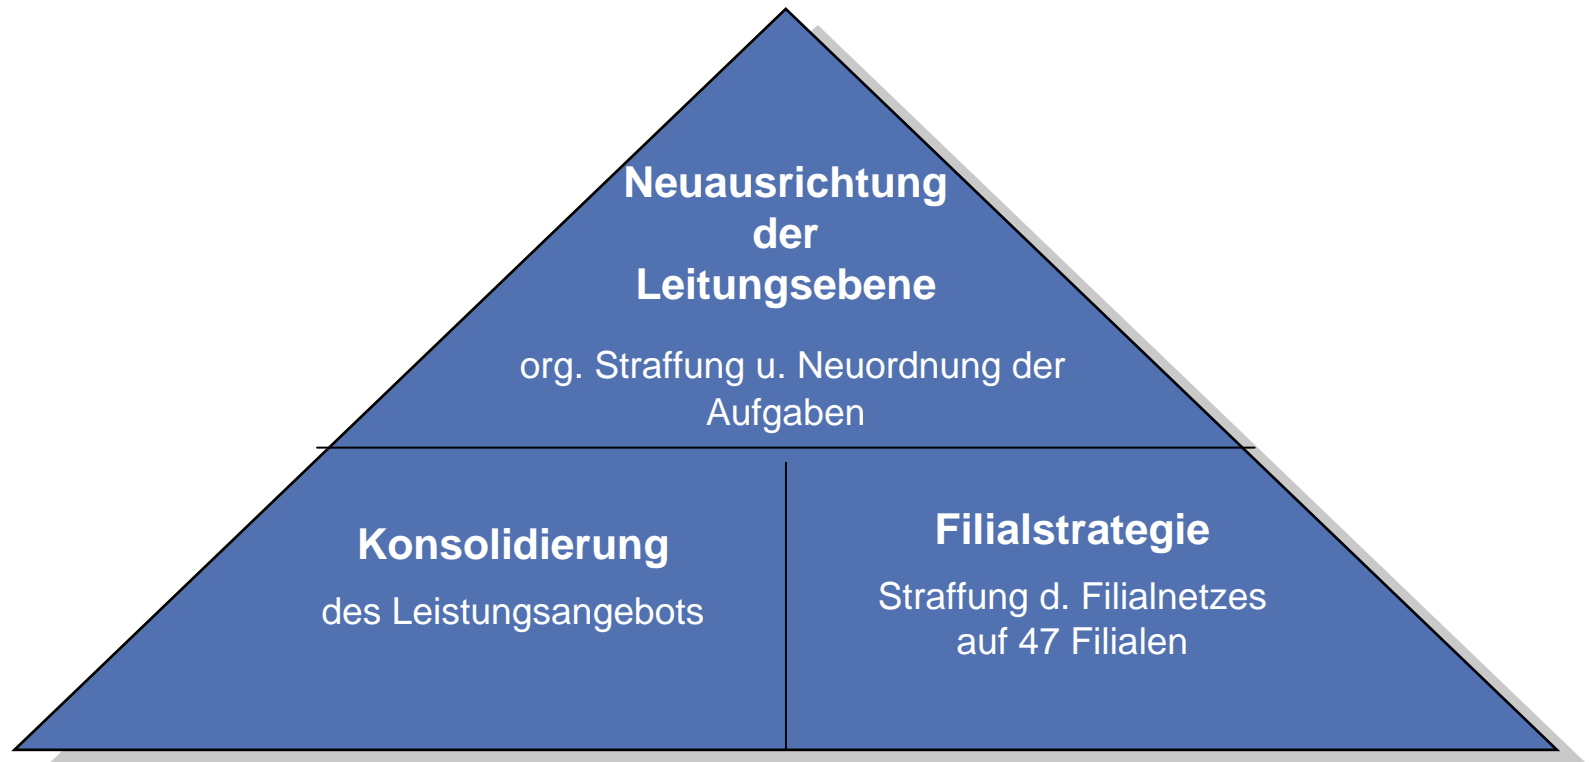 Neuausrichtung
der
Leitungsebene
org. Straffung u. Neuordnung der
Aufgaben
Konsolidierung
des Leistungsangebots
Filialstrategie
Straffung d. Filialnetzes
auf 47 Filialen